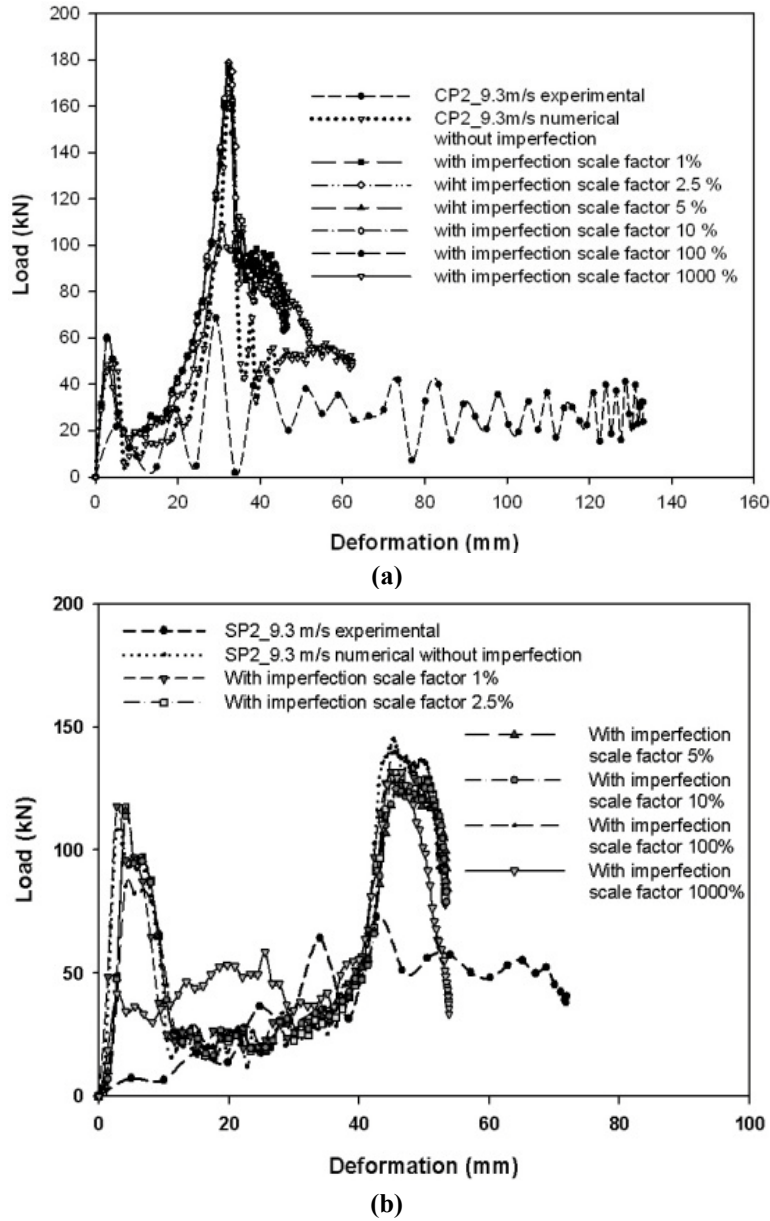 200
180
160
140
120
100
80
60
40
20
0
Load (kN)
CP2_9.3m/s experimental
CP2_9.3m/s numerical
without imperfection
with imperfection scale factor 1%
with imperfection scale factor 2.5 %
wiht imperfection scale factor 5 %
with imperfection scale factor 10 %
with imperfection scale factor 100 %
with imperfection scale factor 1000 %
0 20 40 60 80 100 120 140 160
Deformation (mm)
(a)
200
150
100
50
0
Load (kN)
SP2_9.3 m/s experimental
SP2_9.3 m/s numerical without imperfection
With imperfection scale factor 1%
With imperfection scale factor 2.5%
With imperfection
scale factor 5%
With imperfection
scale factor 10%
With imperfection
scale factor 100%
With imperfection
scale factor 1000%
0 20 40 60 80 100
Deformation (mm)
(b)